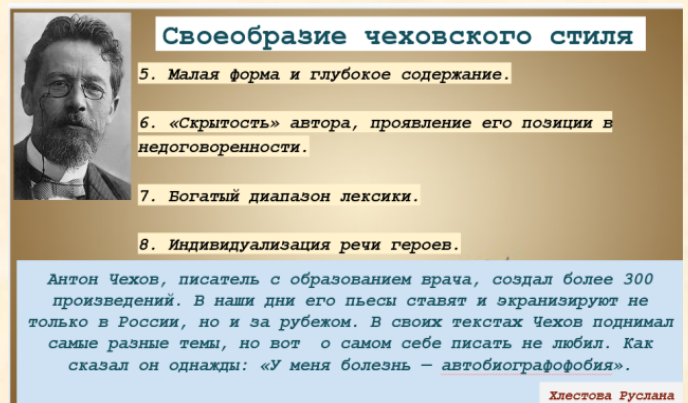 Своеобразие чеховского стиля
5. Малая форма и глубокое содержание.
6. «Скрытость» автора, проявление его позиции в
недоговоренности.
7. Богатый диапазон лексики.
8. Индивидуализация речи героев.
Антон Чехов, писатель с образованием врача, создал более 300
произведений. В наши дни его пьесы ставят и экранизируют не
только в России, но и за рубежом. В своих текстах Чехов поднимал
самые разные темы, но вот о самом себе писать не любил. Как
сказал он однажды: «У меня болезнь — автобиографофобия».
Хлестова Руслана